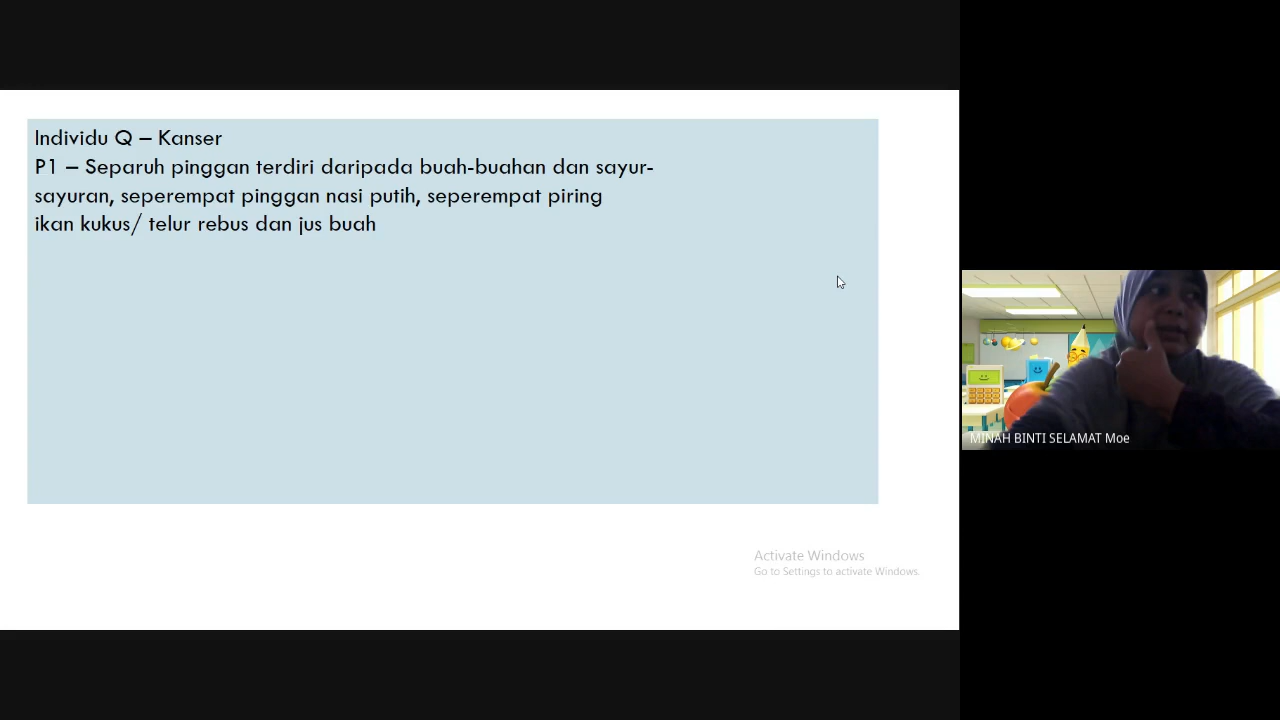 Individu Q – Kanser
P1 – Separuh pinggan terdiri daripada buah-buahan dan sayur-
sayuran, seperempat pinggan nasi putih, seperempat piring
ikan kukus/ telur rebus dan jus buah
MINAH BINTI SELAMAT Moe
Activate Windows
Go to Settings to activate Windows.